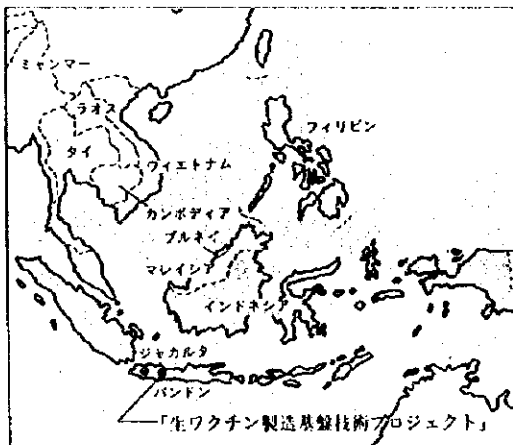 ミャンマー
ラオス
タイ
フィリピン
ヴィエトナム
カンボディア
ブルネイ
マレイシア
インドネシア
ジャカルタ
バンドン
「生ワクチン製造基盤技術プロジェクト」